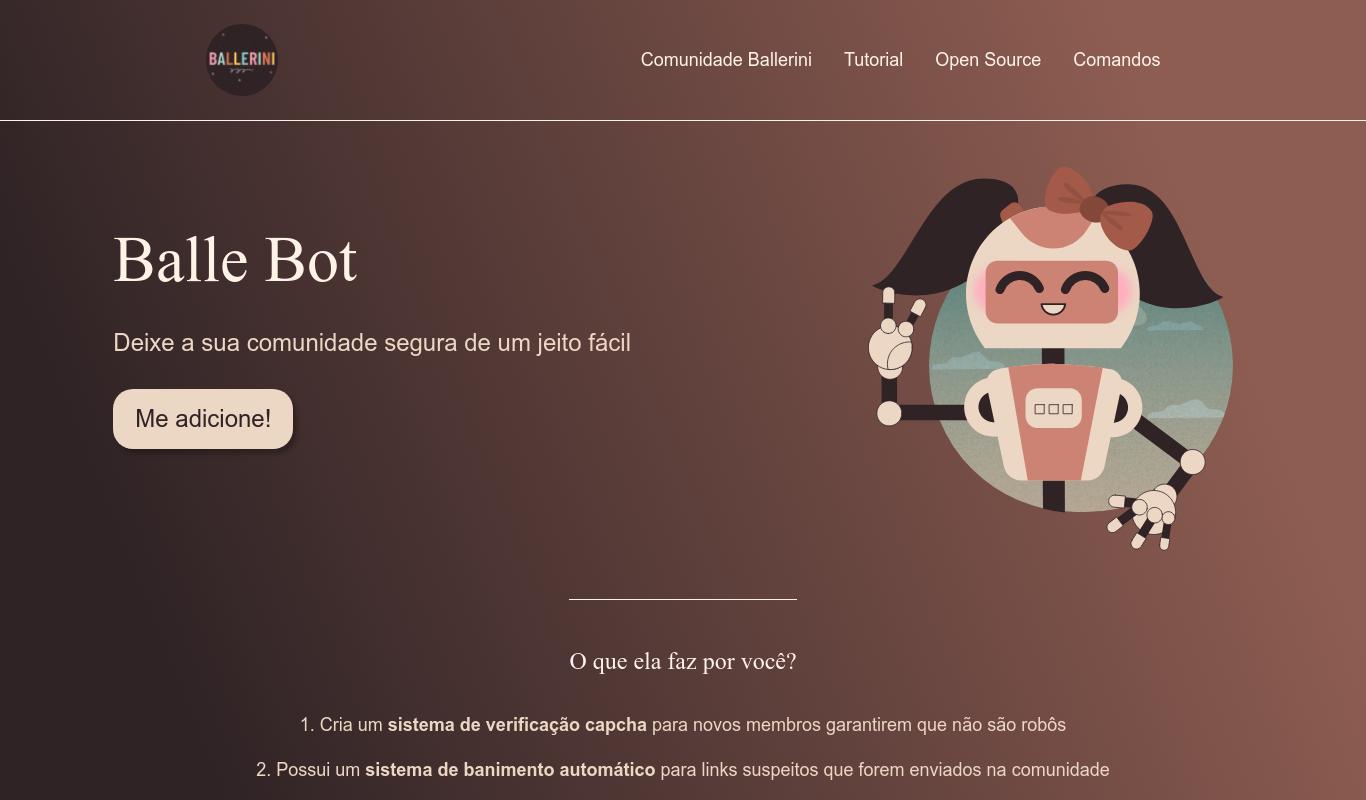 BALLERINI
Comunidade Ballerini
Tutorial
Open Source
Comandos
Balle Bot
Deixe a sua comunidade segura de um jeito fácil
Me adicione!
O que ela faz por você?
1. Cria um sistema de verificação capcha para novos membros garantirem que não são robôs
2. Possui um sistema de banimento automático para links suspeitos que forem enviados na comunidade